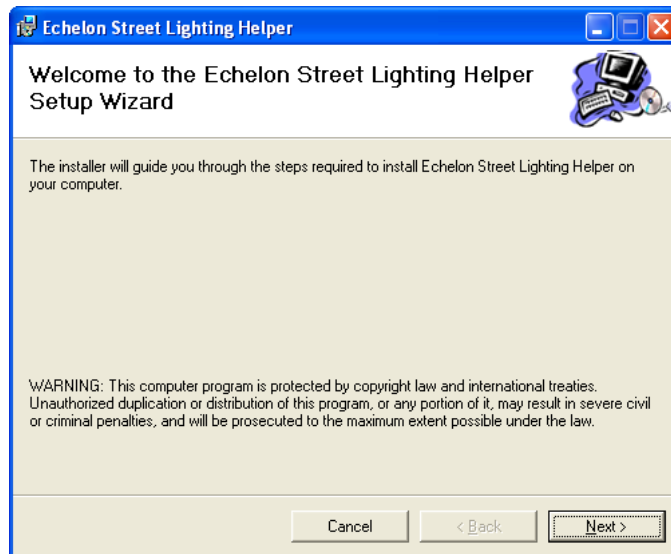 Echelon Street Lighting Helper
Welcome to the Echelon Street Lighting Helper
Setup Wizard
The installer will guide you through the steps required to install Echelon Street Lighting Helper on
your computer.
WARNING: This computer program is protected by copyright law and international treaties.
Unauthorized duplication or distribution of this program, or any portion of it, may result in severe civil
or criminal penalties, and will be prosecuted to the maximum extent possible under the law.
Cancel < Back Next >